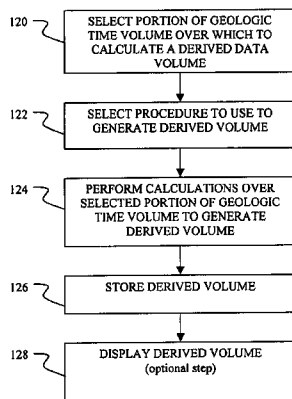 120
SELECT PORTION OF GEOLOGIC
TIME VOLUME OVER WHICH TO
CALCULATE A DERIVED DATA
VOLUME
122
SELECT PROCEDURE TO USE TO
GENERATE DERIVED VOLUME
124
PERFORM CALCULATIONS OVER
SELECTED PORTION OF GEOLOGIC
TIME VOLUME TO GENERATE
DERIVED VOLUME
126
STORE DERIVED VOLUME
128
DISPLAY DERIVED VOLUME
(optional step)